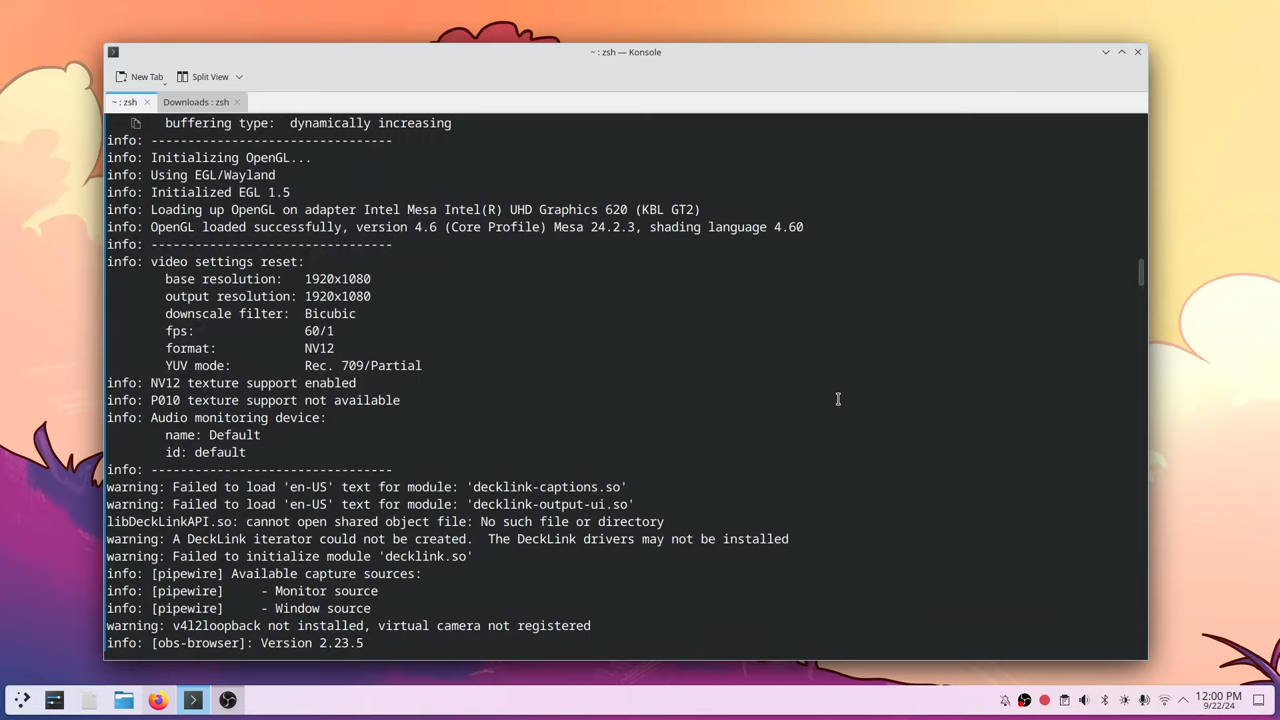 ~ : zsh — Konsole
New Tab
Split View
~ : zsh
Downloads : zsh
buffering type:  dynamically increasing
info: ---------------------------------
info: Initializing OpenGL...
info: Using EGL/Wayland
info: Initialized EGL 1.5
info: Loading up OpenGL on adapter Intel Mesa Intel(R) UHD Graphics 620 (KBL GT2)
info: OpenGL loaded successfully, version 4.6 (Core Profile) Mesa 24.2.3, shading language 4.60
info: ---------------------------------
info: video settings reset:
        base resolution:   1920x1080
        output resolution: 1920x1080
        downscale filter:  Bicubic
        fps:               60/1
        format:            NV12
        YUV mode:          Rec. 709/Partial
info: NV12 texture support enabled
info: P010 texture support not available
info: Audio monitoring device:
        name: Default
        id: default
info: ---------------------------------
warning: Failed to load 'en-US' text for module: 'decklink-captions.so'
warning: Failed to load 'en-US' text for module: 'decklink-output-ui.so'
libDeckLinkAPI.so: cannot open shared object file: No such file or directory
warning: A DeckLink iterator could not be created.  The DeckLink drivers may not be installed
warning: Failed to initialize module 'decklink.so'
info: [pipewire] Available capture sources:
info: [pipewire]     - Monitor source
info: [pipewire]     - Window source
warning: v4l2loopback not installed, virtual camera not registered
info: [obs-browser]: Version 2.23.5
12:00 PM
9/22/24